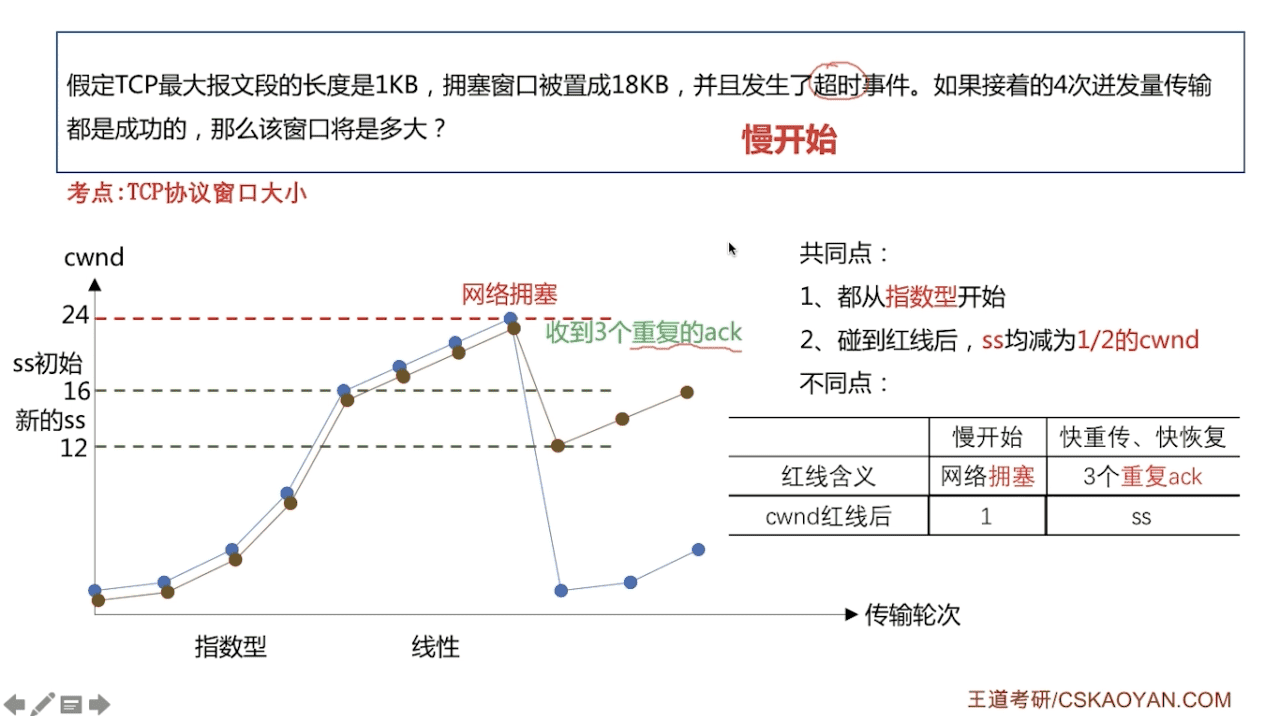 假定TCP最大报文段的长度是1KB，拥塞窗口被置成18KB，并且发生了超时事件。如果接着的4次迸发量传输
都是成功的，那么该窗口将是多大？
慢开始
考点:TCP协议窗口大小
cwnd
24
ss初始
16
新的ss
12
网络拥塞
收到3个重复的ack
指数型
线性
传输轮次
共同点：
1、都从指数型开始
2、碰到红线后，ss均减为1/2的cwnd
不同点：
慢开始 快重传、快恢复
红线含义 网络拥塞 3个重复ack
cwnd红线后 1 ss
王道考研/CSKAOYAN.COM